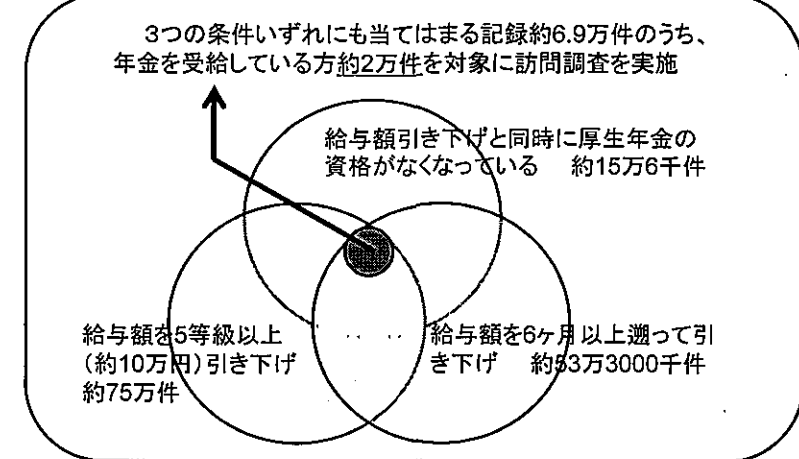 3つの条件いずれにも当てはまる記録約6.9万件のうち、
年金を受給している方約2万件を対象に訪問調査を実施
給与額引き下げと同時に厚生年金の
資格がなくなっている　約15万6千件
給与額を5等級以上
（約10万円）引き下げ
約75万件
給与額を6ヶ月以上遡って引
き下げ　約53万3000千件